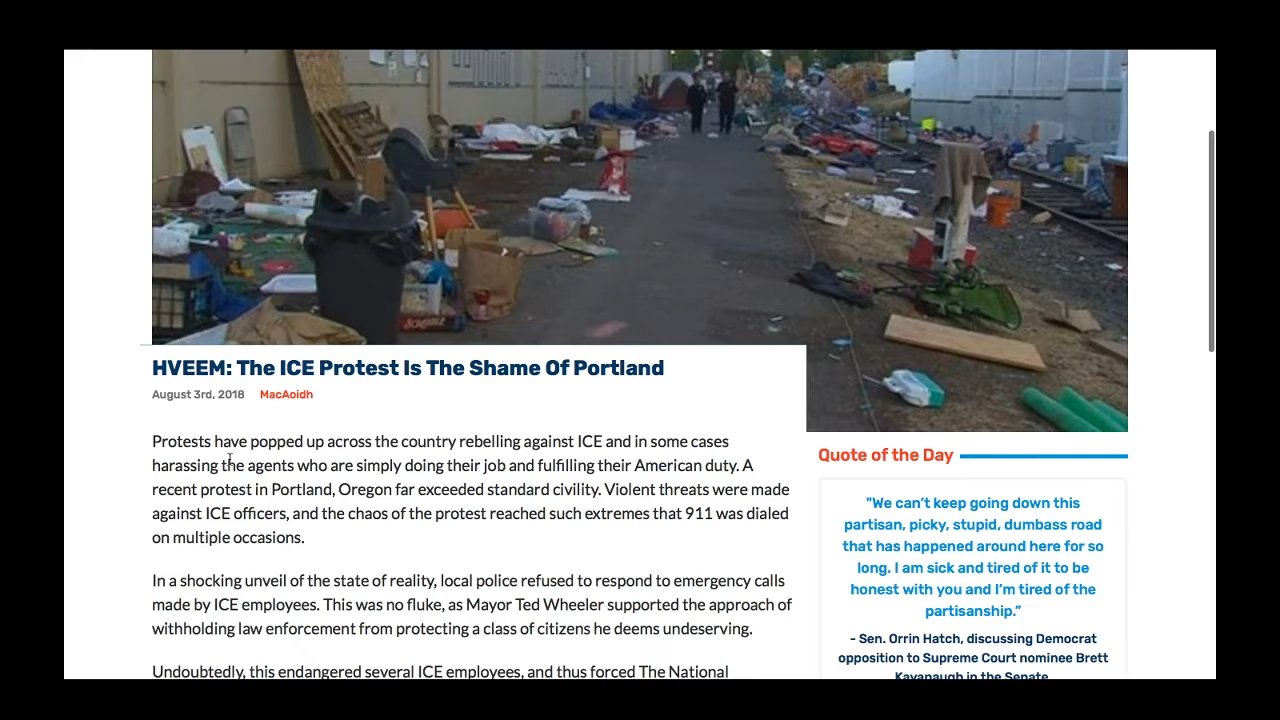 HVEEM: The ICE Protest Is The Shame Of Portland
August 3rd, 2018 MacAoidh
Protests have popped up across the country rebelling against ICE and in some cases
harassing the agents who are simply doing their job and fulfilling their American duty. A
recent protest in Portland, Oregon far exceeded standard civility. Violent threats were made
against ICE officers, and the chaos of the protest reached such extremes that 911 was dialed
on multiple occasions.
In a shocking unveil of the state of reality, local police refused to respond to emergency calls
made by ICE employees. This was no fluke, as Mayor Ted Wheeler supported the approach of
withholding law enforcement from protecting a class of citizens he deems undeserving.
Undoubtedly, this endangered several ICE employees, and thus forced The National
Quote of the Day
"We can't keep going down this
partisan, picky, stupid, dumbass road
that has happened around here for so
long. I am sick and tired of it to be
honest with you and I'm tired of the
partisanship."
- Sen. Orrin Hatch, discussing Democrat
opposition to Supreme Court nominee Brett
Kavanaugh in the Senate